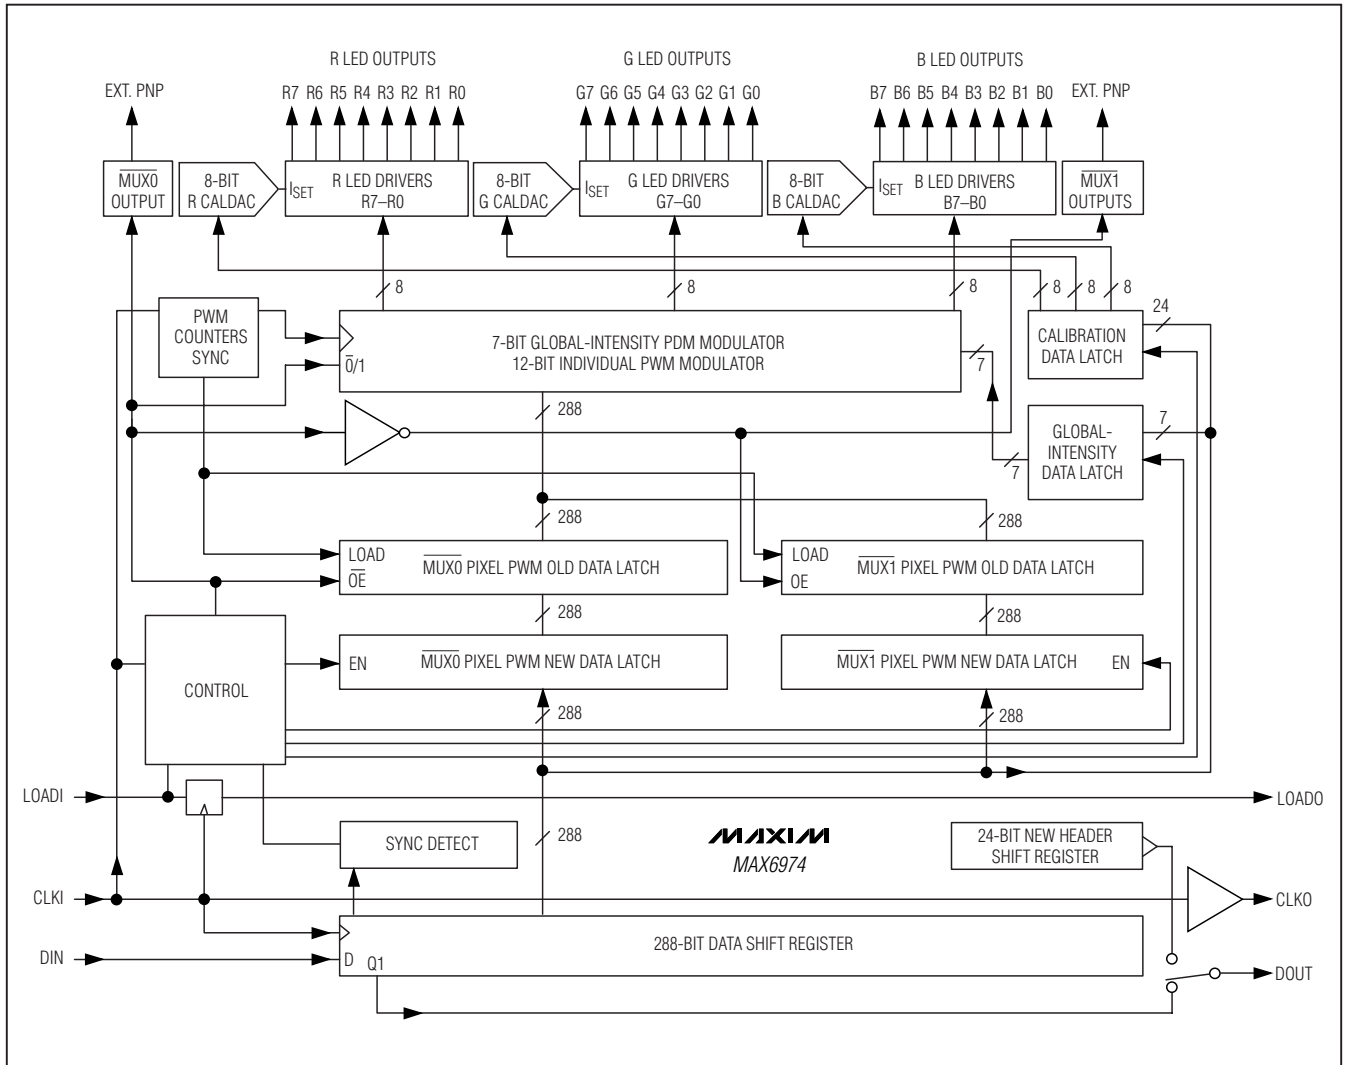 R LED OUTPUTS
G LED OUTPUTS
B LED OUTPUTS
EXT. PNP
R7 R6 R5 R4 R3 R2 R1 R0
G7 G6 G5 G4 G3 G2 G1 G0
B7 B6 B5 B4 B3 B2 B1 B0
EXT. PNP
M̅U̅X̅0̅
OUTPUT
8-BIT
R CALDAC
ISET
R LED DRIVERS
R7–R0
8-BIT
G CALDAC
ISET
G LED DRIVERS
G7–G0
8-BIT
B CALDAC
ISET
B LED DRIVERS
B7–B0
M̅U̅X̅1̅
OUTPUTS
8
8
8
8
8
8
24
PWM
COUNTERS
SYNC
0̅/1
7-BIT GLOBAL-INTENSITY PDM MODULATOR
12-BIT INDIVIDUAL PWM MODULATOR
7
CALIBRATION
DATA LATCH
288
GLOBAL-
INTENSITY
DATA LATCH
7
7
288
288
LOAD
O̅E̅
M̅U̅X̅0̅ PIXEL PWM OLD DATA LATCH
LOAD
OE
M̅U̅X̅1̅ PIXEL PWM OLD DATA LATCH
288
288
CONTROL
EN
M̅U̅X̅0̅ PIXEL PWM NEW DATA LATCH
M̅U̅X̅1̅ PIXEL PWM NEW DATA LATCH
EN
288
288
LOADI
LOADO
SYNC DETECT
288
MAXIM
MAX6974
24-BIT NEW HEADER
SHIFT REGISTER
CLKI
CLKO
DIN
D
Q1
288-BIT DATA SHIFT REGISTER
DOUT